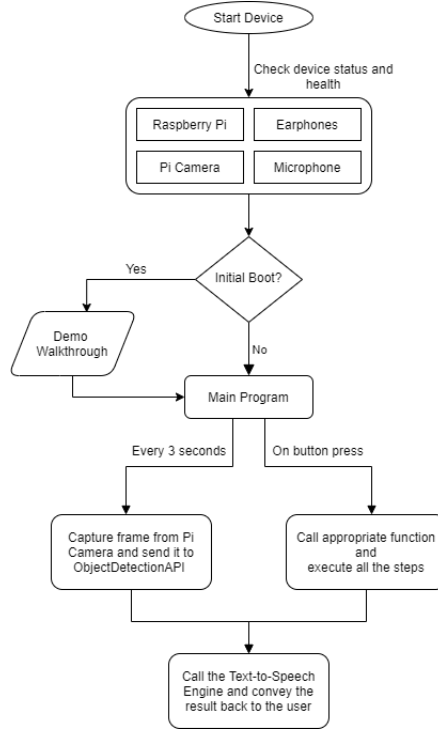 Start Device
Check device status and
health
Raspberry Pi
Earphones
Pi Camera
Microphone
Initial Boot?
Yes
No
Demo
Walkthrough
Main Program
Every 3 seconds
On button press
Capture frame from Pi
Camera and send it to
ObjectDetectionAPI
Call appropriate function
and
execute all the steps
Call the Text-to-Speech
Engine and convey the
result back to the user